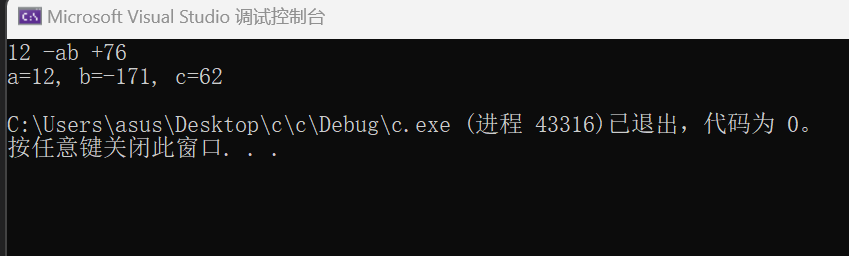 Microsoft Visual Studio 调试控制台
12 -ab +76
a=12, b=-171, c=62

C:\Users\asus\Desktop\c\c\Debug\c.exe (进程 43316)已退出，代码为 0。
按任意键关闭此窗口. . .